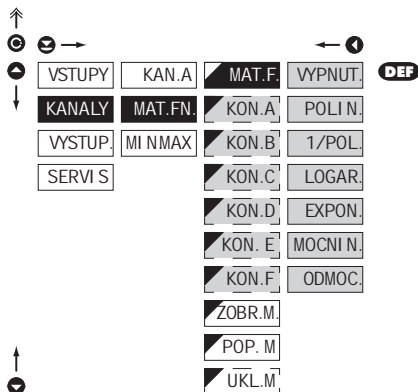 VSTUPY KAN.A MAT.F. VYPNUT. DEF
KANALY MAT.FN. KON.A POLIN.
VYSTUP. MINMAX KON.B 1/POL.
SERVIS KON.C LOGAR.
KON.D EXPON.
KON. E MOCNIN.
KON.F ODMOC.
ZOBR.M.
POP. M
UKL.M